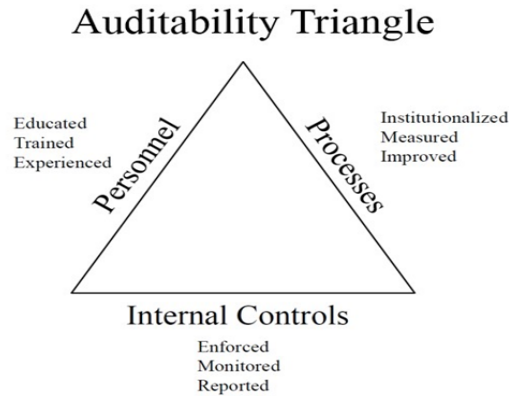 Auditability Triangle
Educated
Trained
Experienced
Personnel
Processes
Institutionalized
Measured
Improved
Internal Controls
Enforced
Monitored
Reported